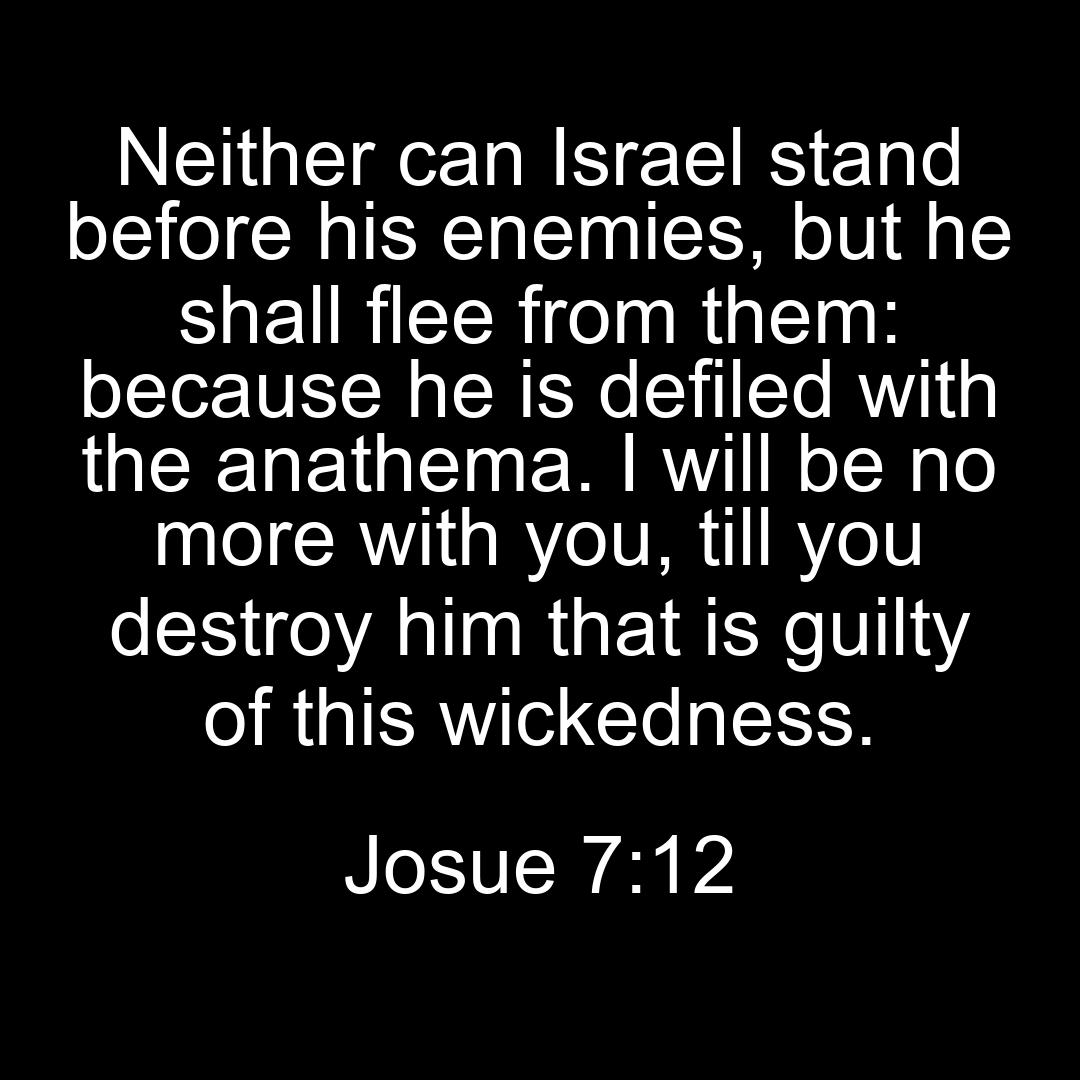 Neither can Israel stand
before his enemies, but he
shall flee from them:
because he is defiled with
the anathema. I will be no
more with you, till you
destroy him that is guilty
of this wickedness.
Josue 7:12